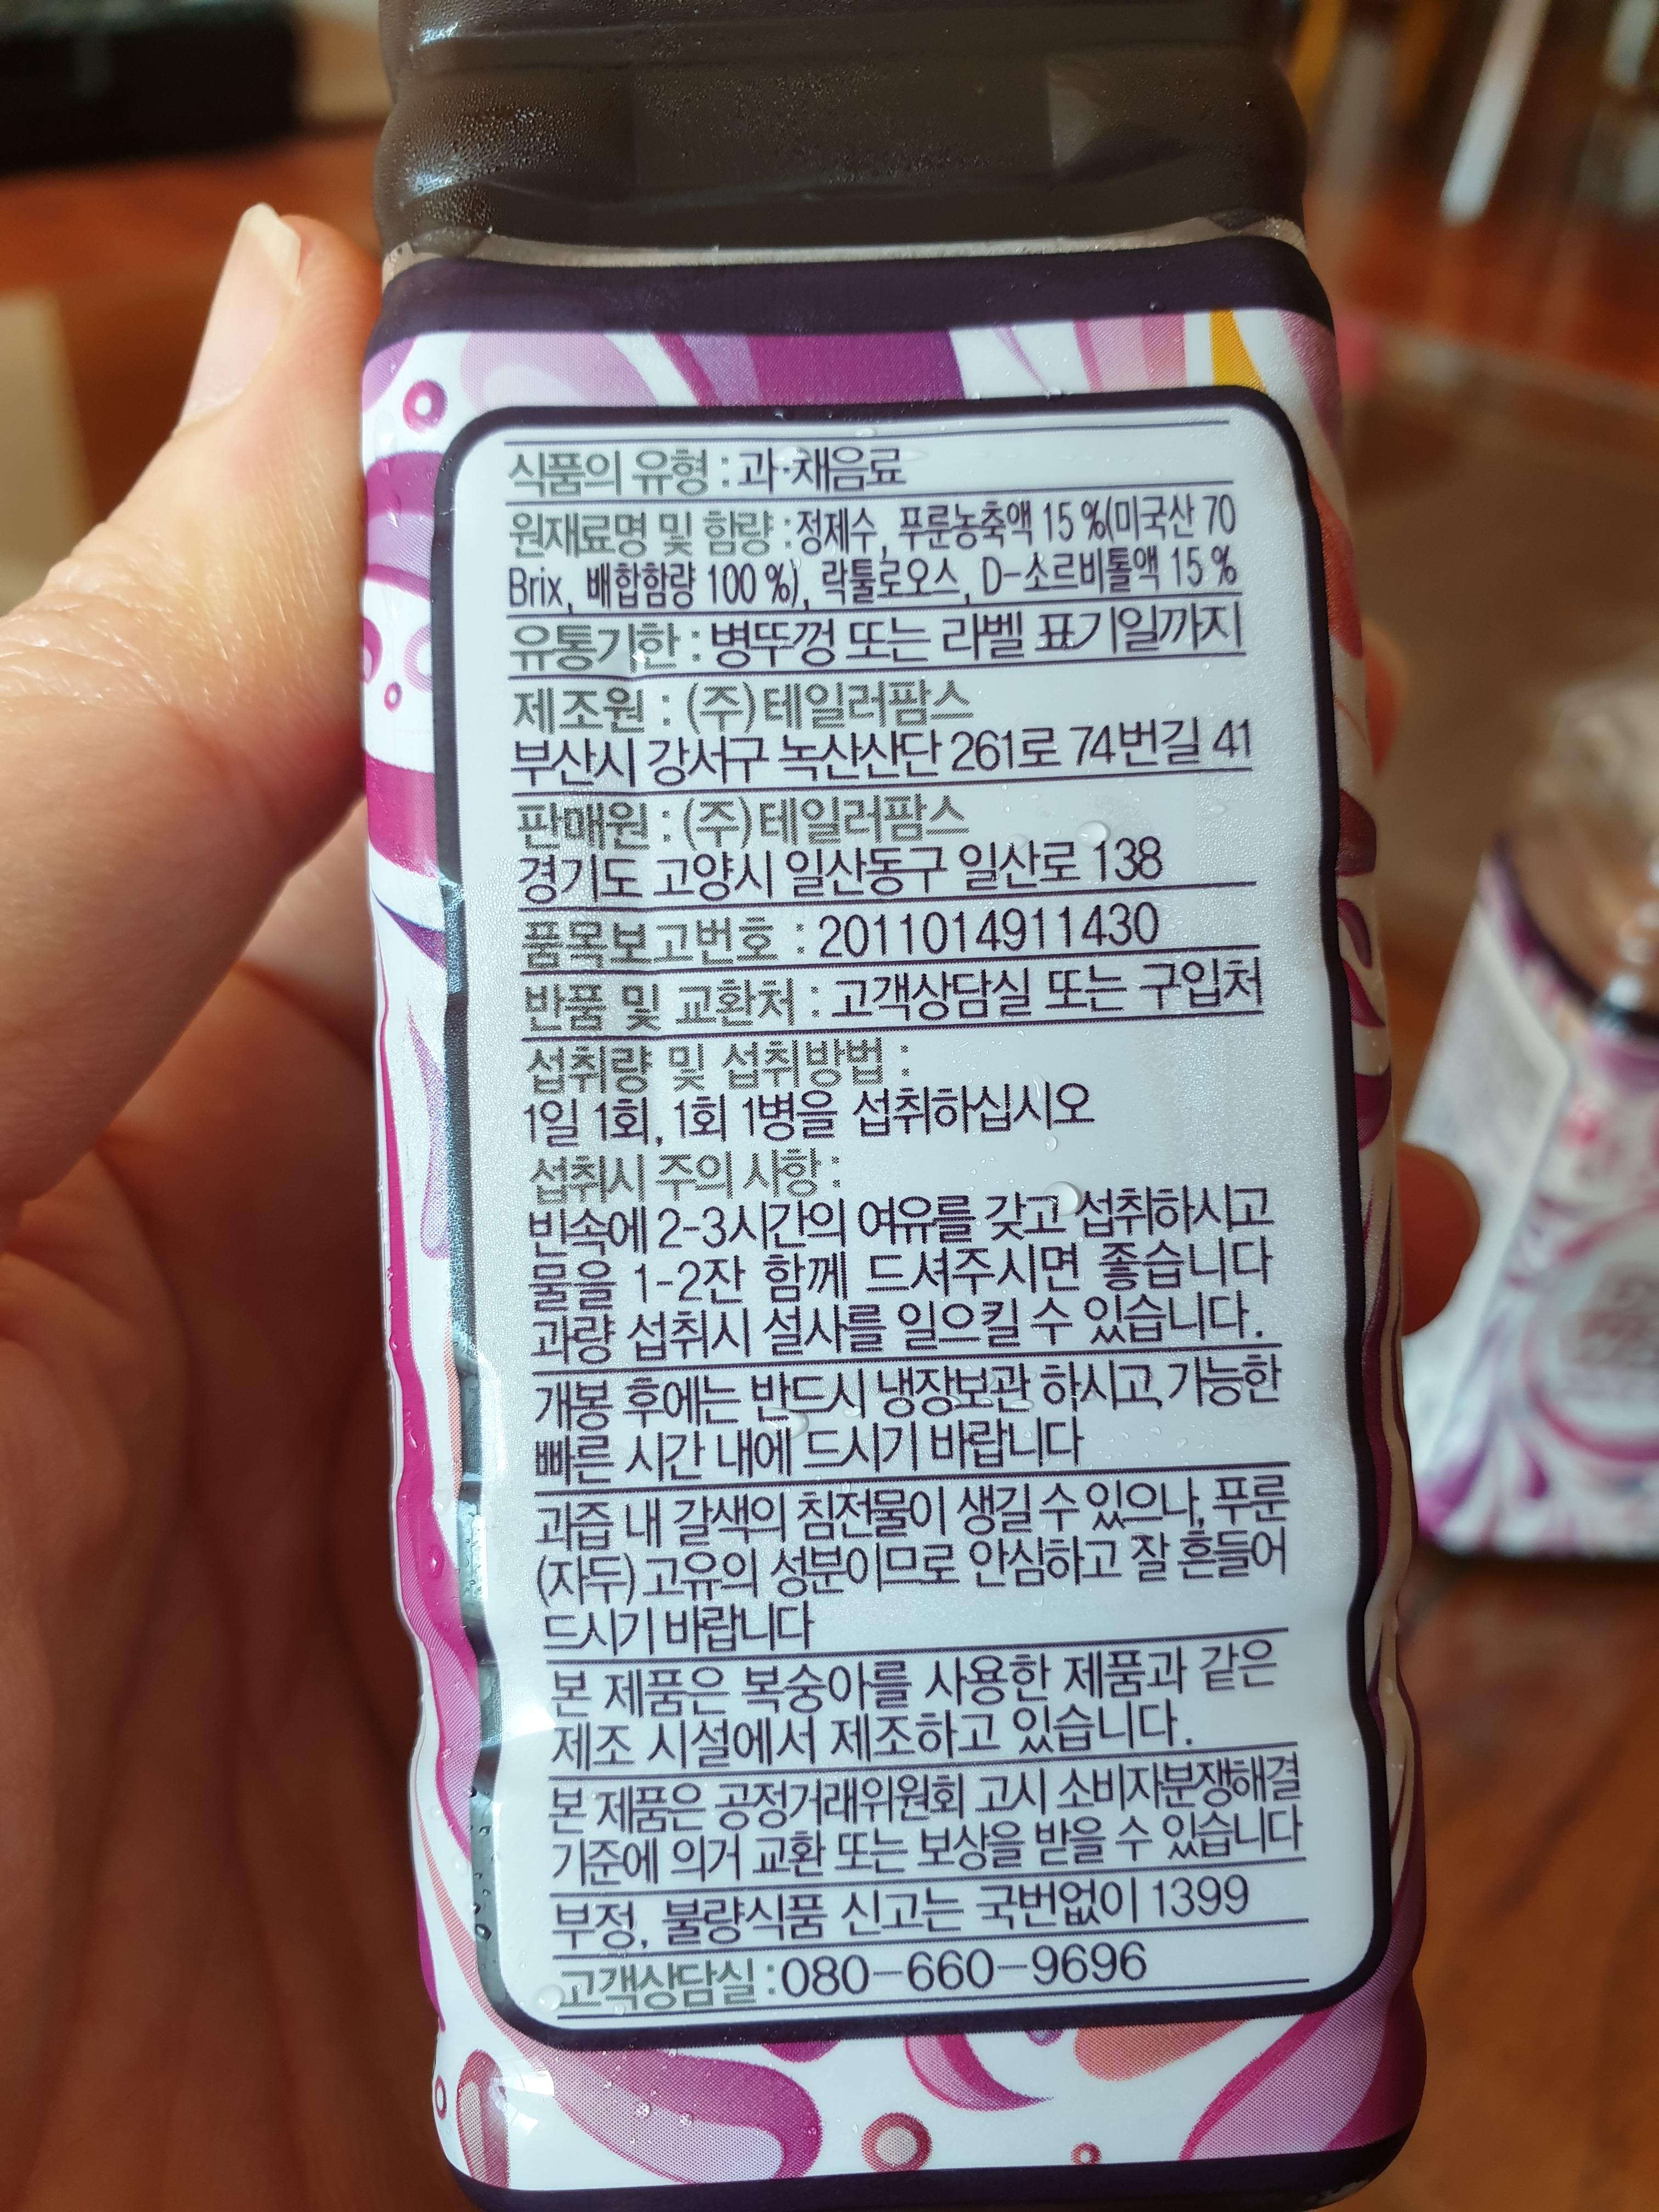 식품의 유형 : 과·채음료
원재료명 및 함량 : 정제수, 푸룬농축액 15 %(미국산 70
Brix, 배합함량 100 %), 락툴로오스, D-소르비톨액 15 %
유통기한 : 병뚜껑 또는 라벨 표기일까지
제조원 : (주)테일러팜스
부산시 강서구 녹산산단 261로 74번길 41
판매원 : (주)테일러팜스
경기도 고양시 일산동구 일산로 138
품목보고번호 : 2011014911430
반품 및 교환처 : 고객상담실 또는 구입처
섭취량 및 섭취방법 :
1일 1회, 1회 1병을 섭취하십시오
섭취시 주의 사항 :
빈속에 2-3시간의 여유를 갖고 섭취하시고
물을 1-2잔 함께 드셔주시면 좋습니다
과량 섭취시 설사를 일으킬 수 있습니다.
개봉 후에는 반드시 냉장보관 하시고, 가능한
빠른 시간 내에 드시기 바랍니다
과즙 내 갈색의 침전물이 생길 수 있으나, 푸룬
(자두) 고유의 성분이므로 안심하고 잘 흔들어
드시기 바랍니다
본 제품은 복숭아를 사용한 제품과 같은
제조 시설에서 제조하고 있습니다.
본 제품은 공정거래위원회 고시 소비자분쟁해결
기준에 의거 교환 또는 보상을 받을 수 있습니다
부정, 불량식품 신고는 국번없이 1399
고객상담실 : 080-660-9696